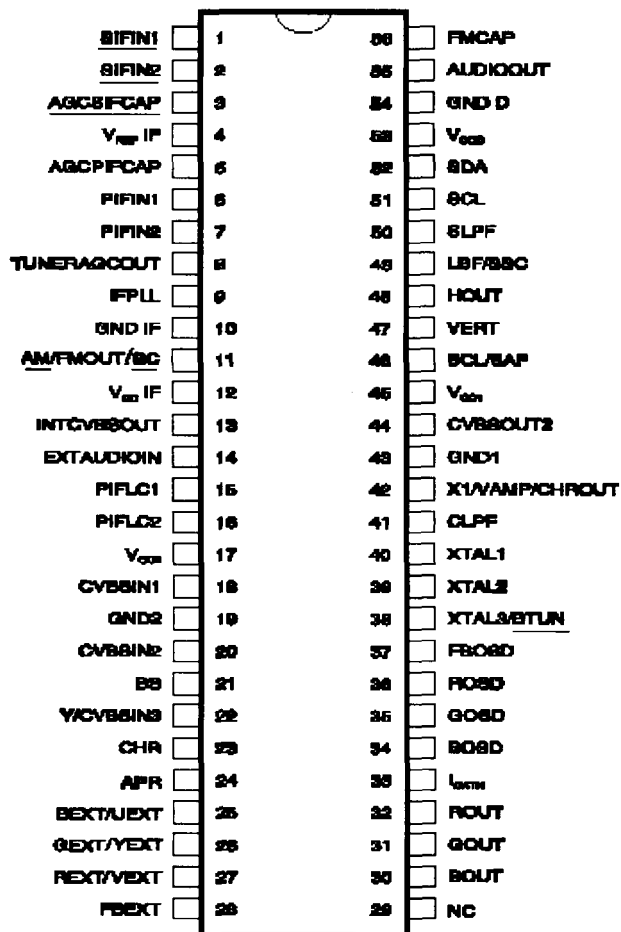 SIFIN1 1 56 FMCAP
SIFIN2 2 55 AUDIOOUT
AGCSIFCAP 3 54 GND D
VREF IF 4 53 VCCD
AGCPIFCAP 5 52 SDA
PIFIN1 6 51 SCL
PIFIN2 7 50 SLPF
TUNERAGCOUT 8 49 LBF/SSC
IFPLL 9 48 HOUT
GND IF 10 47 VERT
AM/FMOUT/SC 11 46 BCL/SAF
VCC IF 12 45 VCC1
INTCVBSOUT 13 44 CVBSOUT2
EXTAUDIOIN 14 43 GND1
PIFLC1 15 42 X1/VAMP/CHROUT
PIFLC2 16 41 CLPF
VCC2 17 40 XTAL1
CVBSIN1 18 39 XTAL2
GND2 19 38 XTAL3/BTUN
CVBSIN2 20 37 FBOSD
BS 21 36 ROSD
Y/CVBSIN3 22 35 GOSD
CHR 23 34 BOSD
APR 24 33 ICATH
BEXT/UEXT 25 32 ROUT
GEXT/YEXT 26 31 GOUT
REXT/VEXT 27 30 BOUT
FBEXT 28 29 NC